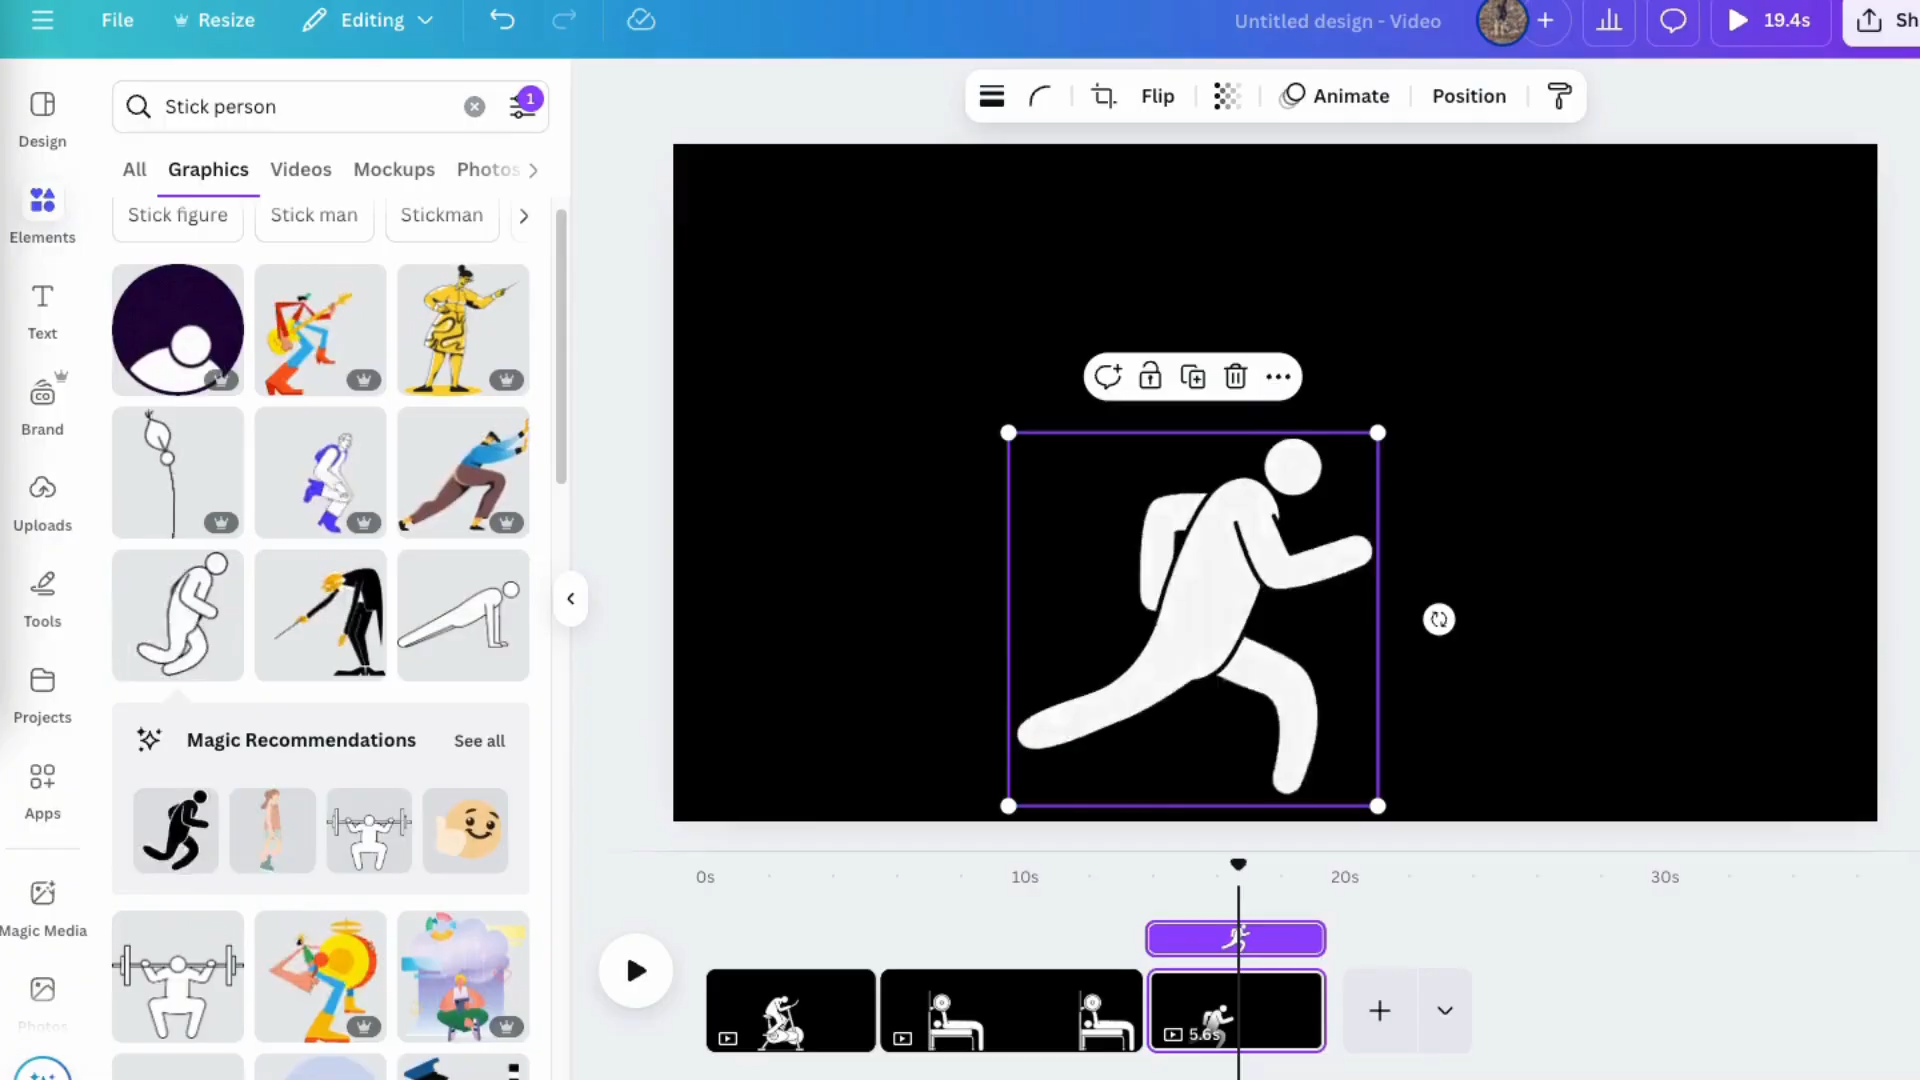 File
Resize
Editing
Untitled design - Video
19.4s
Sh
Design
Elements
Text
Brand
Uploads
Tools
Projects
Apps
Magic Media
Photos
Stick person
1
All
Graphics
Videos
Mockups
Photos
Stick figure
Stick man
Stickman
CO
Magic Recommendations
See all
Flip
Animate
Position
0s
10s
20s
30s
5.6s